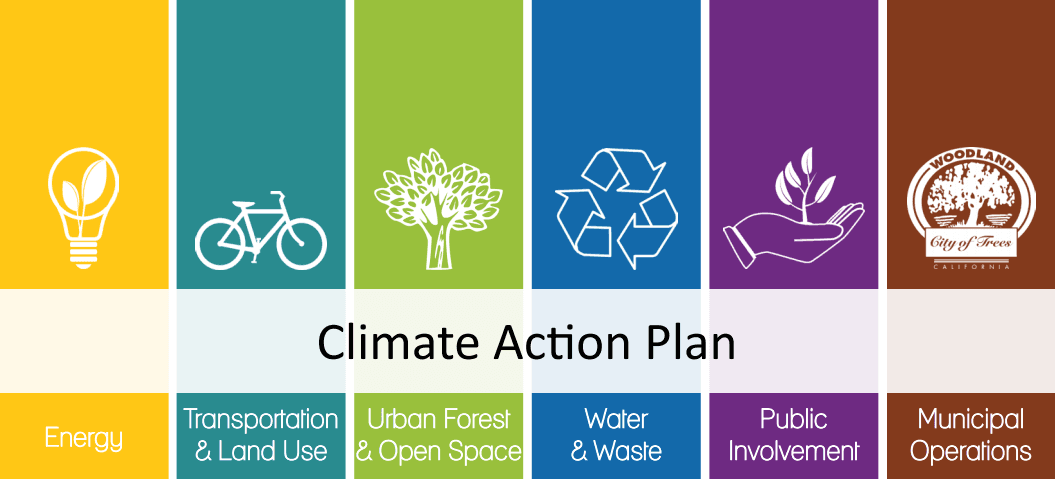 WOODLAND
City of Trees
CALIFORNIA
Climate Action Plan
Energy
Transportation
& Land Use
Urban Forest
& Open Space
Water
& Waste
Public
Involvement
Municipal
Operations